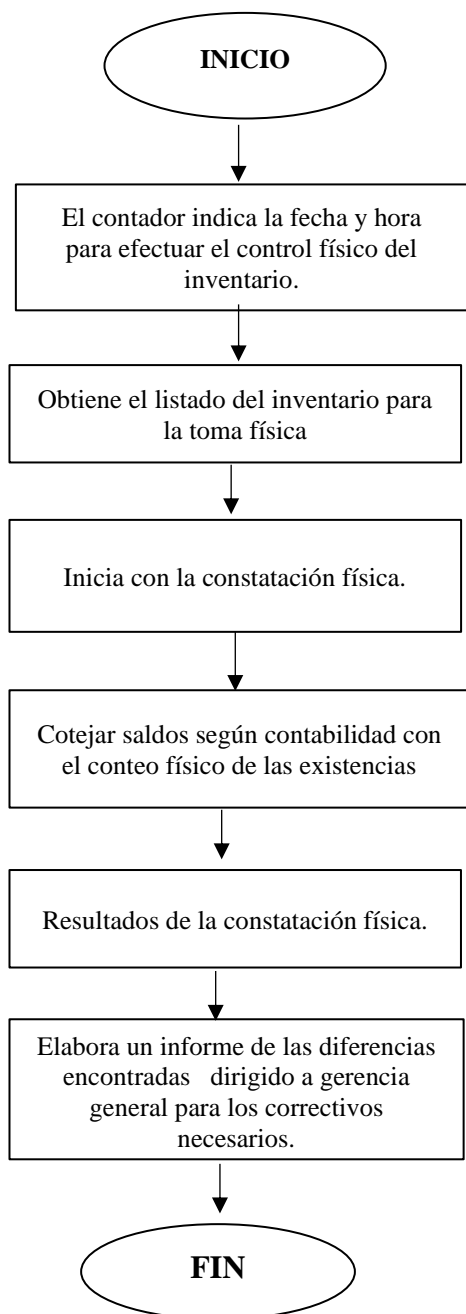 INICIO
El contador indica la fecha y hora
para efectuar el control físico del
inventario.
Obtiene el listado del inventario para
la toma física
Inicia con la constatación física.
Cotejar saldos según contabilidad con
el conteo físico de las existencias
Resultados de la constatación física.
Elabora un informe de las diferencias
encontradas dirigido a gerencia
general para los correctivos
necesarios.
FIN